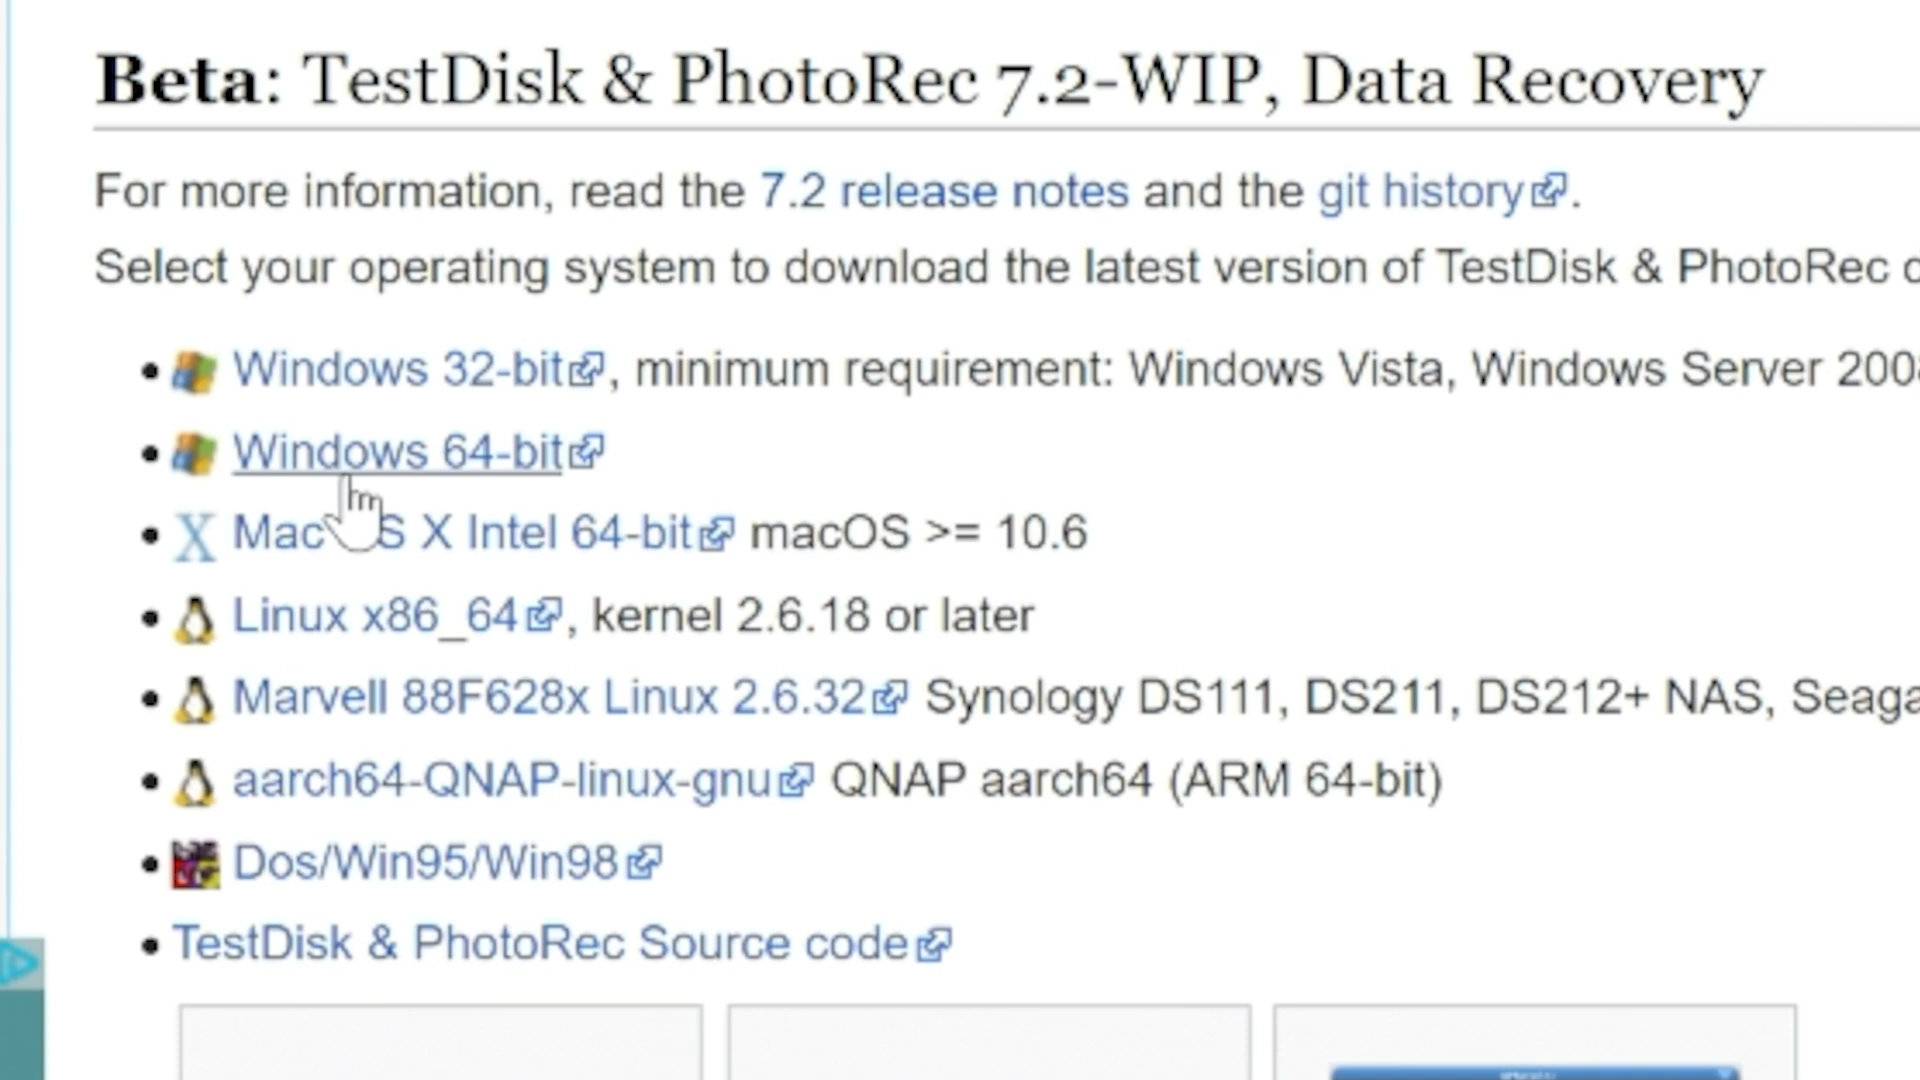 Beta: TestDisk & PhotoRec 7.2-WIP, Data Recovery
For more information, read the 7.2 release notes and the git history.
Select your operating system to download the latest version of TestDisk & PhotoRec
Windows 32-bit, minimum requirement: Windows Vista, Windows Server
Windows 64-bit
Mac S X Intel 64-bit macOS >= 10.6
Linux x86_64, kernel 2.6.18 or later
Marvell 88F628x Linux 2.6.32 Synology DS111, DS211, DS212+ NAS,
aarch64-QNAP-linux-gnu QNAP aarch64 (ARM 64-bit)
Dos/Win95/Win98
TestDisk & PhotoRec Source code